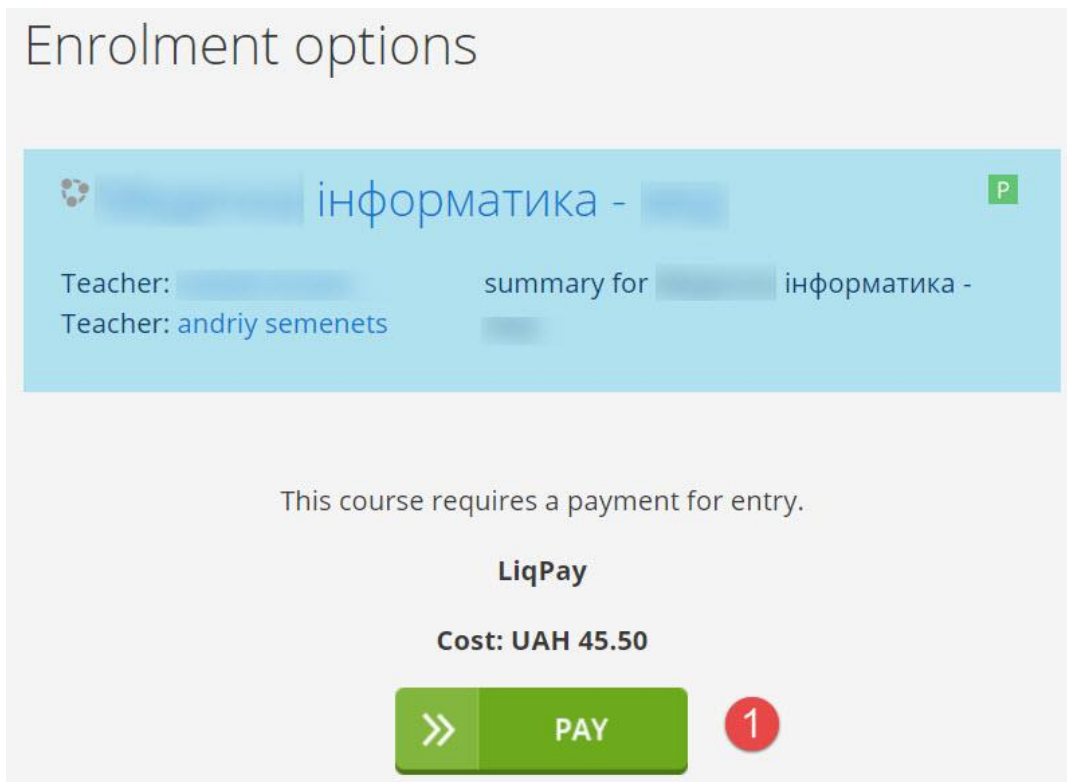 Enrolment options
інформатика -
P
Teacher:
Teacher: andriy semenets
summary for інформатика -
This course requires a payment for entry.
LiqPay
Cost: UAH 45.50
PAY
1